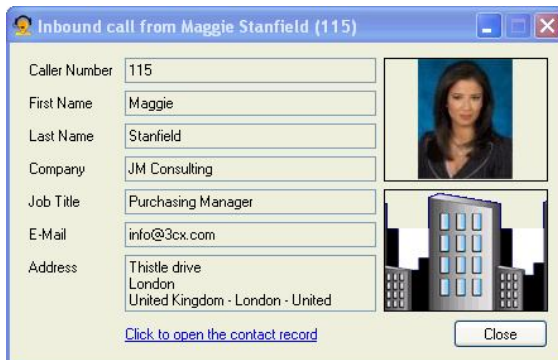 Inbound call from Maggie Stanfield (115)
Caller Number 115
First Name Maggie
Last Name Stanfield
Company JM Consulting
Job Title Purchasing Manager
E-Mail info@3cx.com
Address Thistle drive
London
United Kingdom - London - United
Click to open the contact record Close